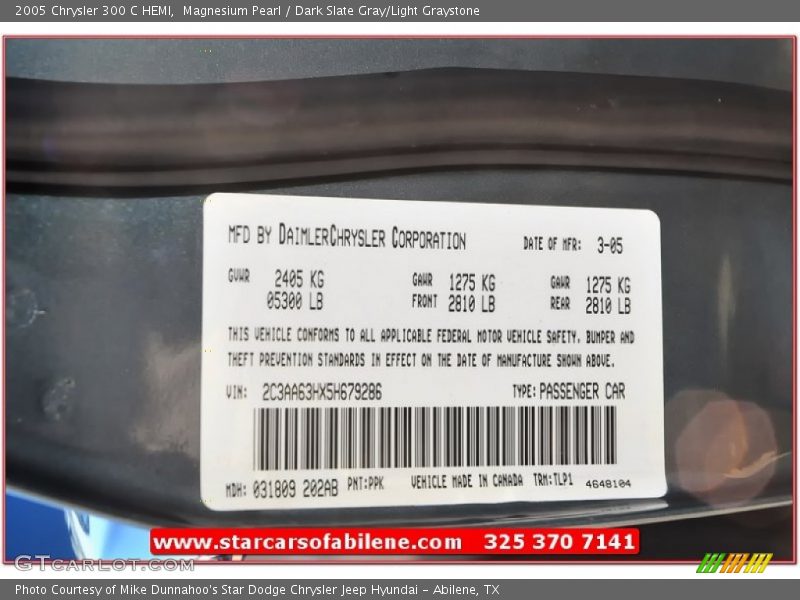 2005 Chrysler 300 C HEMI,  Magnesium Pearl / Dark Slate Gray/Light Graystone
MFD BY DAIMLERCHRYSLER CORPORATION DATE OF MFR: 3-05
GVWR 2405 KG GAWR 1275 KG GAWR 1275 KG
05300 LB FRONT 2810 LB REAR 2810 LB
THIS VEHICLE CONFORMS TO ALL APPLICABLE FEDERAL MOTOR VEHICLE SAFETY, BUMPER AND
THEFT PREVENTION STANDARDS IN EFFECT ON THE DATE OF MANUFACTURE SHOWN ABOVE.
VIN: 2C3AA63HX5H679286 TYPE: PASSENGER CAR
MDH: 031809 202AB PNT: PPK VEHICLE MADE IN CANADA TRM: TLP1 4648104
www.starcarsofabilene.com 325 370 7141
GTcarlot.com
Photo Courtesy of Mike Dunnahoo's Star Dodge Chrysler Jeep Hyundai - Abilene, TX